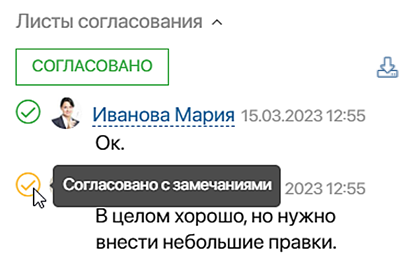 Листы согласования
СОГЛАСОВАНО
Иванова Мария 15.03.2023 12:55
Ок.
Согласовано с замечаниями 2023 12:55
В целом хорошо, но нужно
внести небольшие правки.